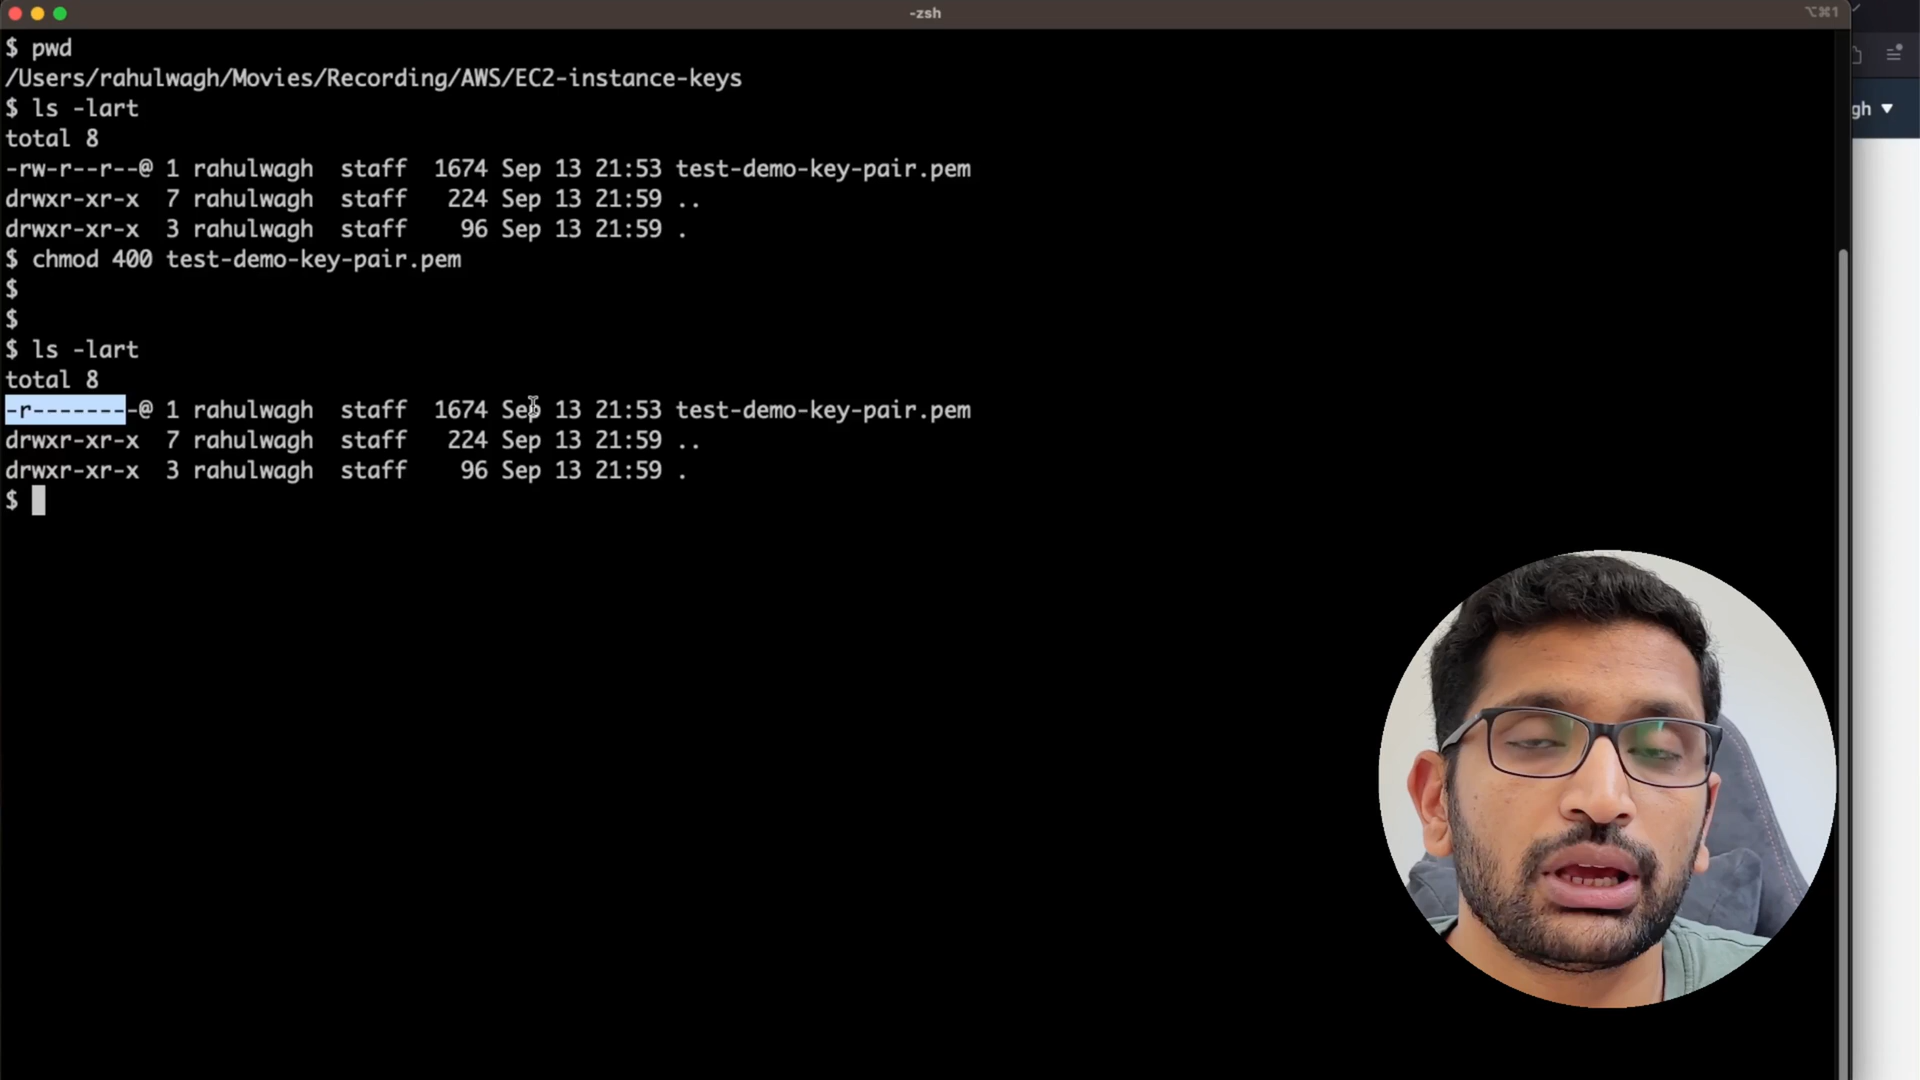 -zsh
⌥⌘1
$ pwd
/Users/rahulwagh/Movies/Recording/AWS/EC2-instance-keys
$ ls -lart
total 8
-rw-r--r--@ 1 rahulwagh  staff  1674 Sep 13 21:53 test-demo-key-pair.pem
drwxr-xr-x  7 rahulwagh  staff   224 Sep 13 21:59 ..
drwxr-xr-x  3 rahulwagh  staff    96 Sep 13 21:59 .
$ chmod 400 test-demo-key-pair.pem
$
$
$ ls -lart
total 8
-r--------@ 1 rahulwagh  staff  1674 Sep 13 21:53 test-demo-key-pair.pem
drwxr-xr-x  7 rahulwagh  staff   224 Sep 13 21:59 ..
drwxr-xr-x  3 rahulwagh  staff    96 Sep 13 21:59 .
$
gh